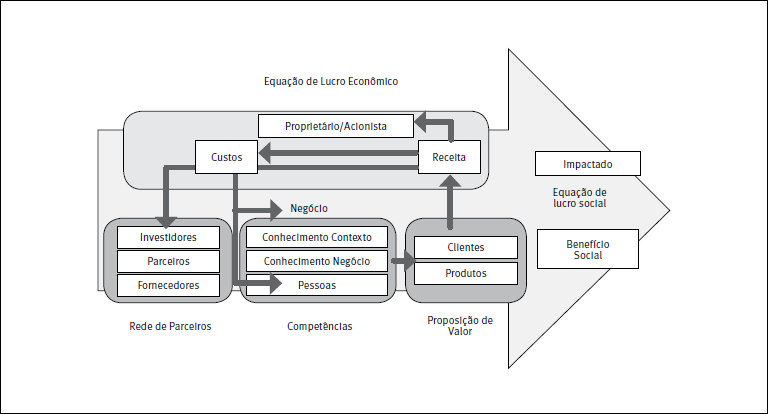 Equação de Lucro Econômico
Proprietário/Acionista
Custos
Receita
Impactado
Equação de
lucro social
Negócio
Investidores
Parceiros
Fornecedores
Conhecimento Contexto
Conhecimento Negócio
Pessoas
Clientes
Produtos
Benefício
Social
Rede de Parceiros
Competências
Proposição de
Valor